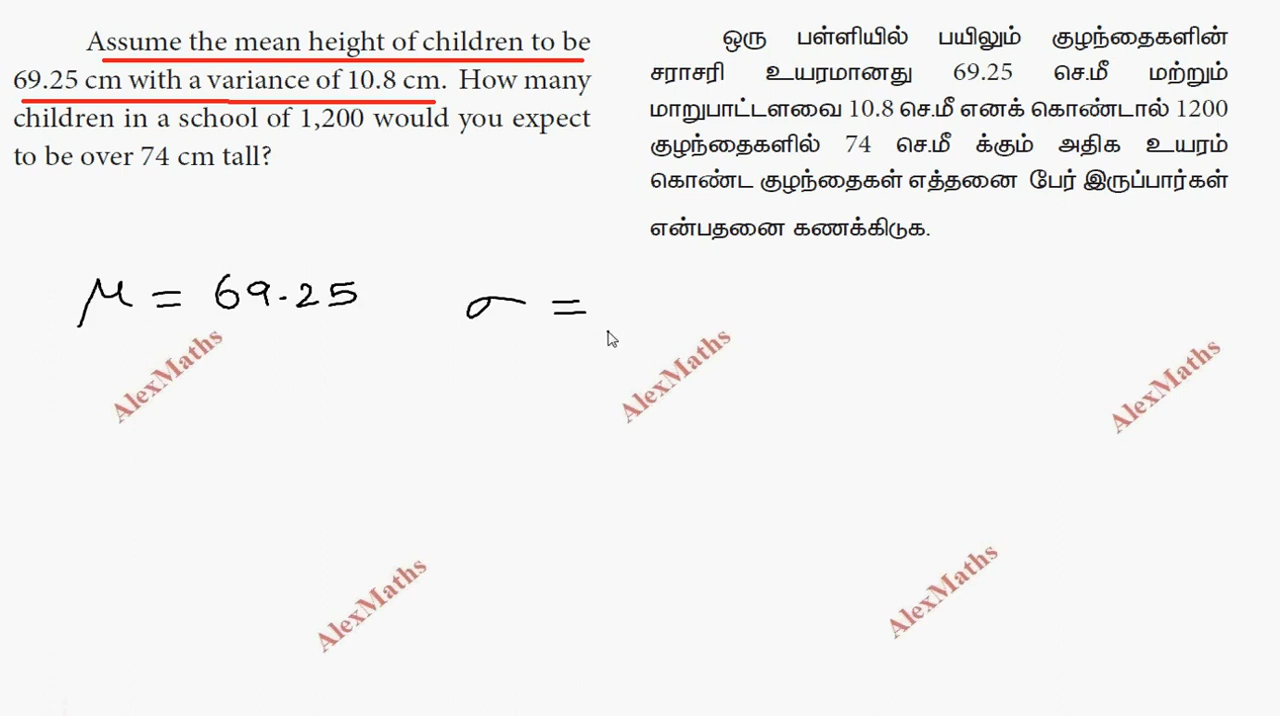 Assume the mean height of children to be
69.25 cm with a variance of 10.8 cm. How many
children in a school of 1,200 would you expect
to be over 74 cm tall?
ஒரு பள்ளியில் பயிலும் குழந்தைகளின்
சராசரி உயரமானது 69.25 செ.மீ மற்றும்
மாறுபாட்டளவை 10.8 செ.மீ எனக் கொண்டால் 1200
குழந்தைகளில் 74 செ.மீ க்கும் அதிக உயரம்
கொண்ட குழந்தைகள் எத்தனை பேர் இருப்பார்கள்
என்பதனை கணக்கிடுக.
μ = 69.25 σ =
AlexMaths
AlexMaths
AlexMaths
AlexMaths
AlexMaths